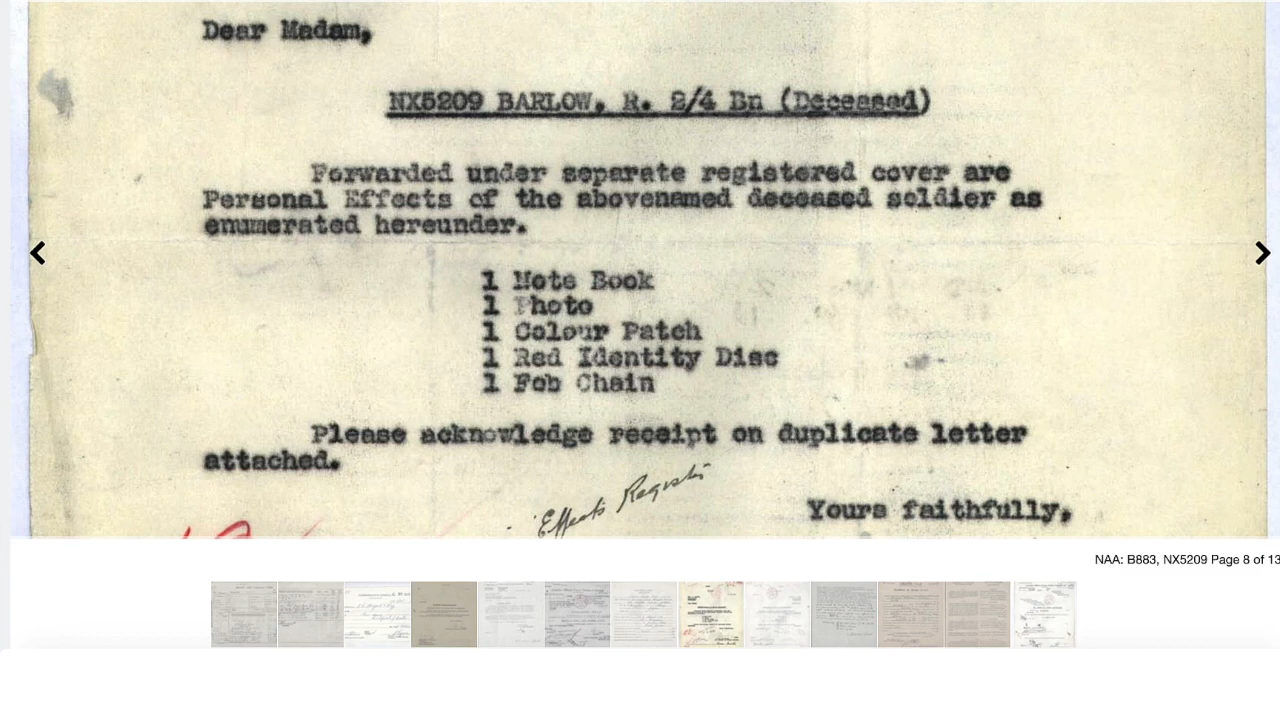 Dear Madam,
NX5209 BARLOW, R. 2/4 Bn (Deceased)
Forwarded under separate registered cover are
Personal Effects of the abovenamed deceased soldier as
enumerated hereunder.
1 Note Book
1 Photo
1 Colour Patch
1 Red Identity Disc
1 Fob Chain
Please acknowledge receipt on duplicate letter
attached.
Effects
Yours faithfully,
NAA: B883, NX5209 Page 8 of 13